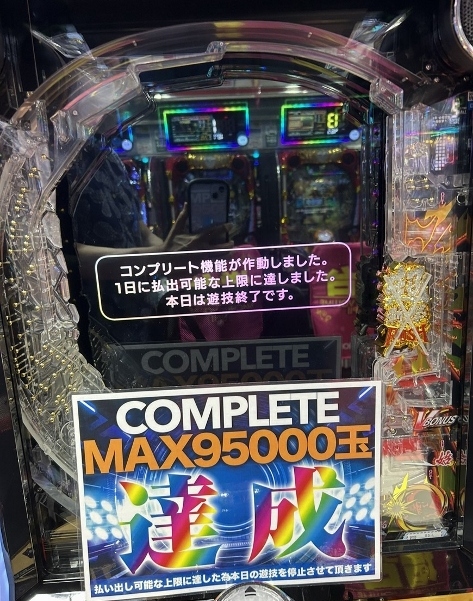 コンプリート機能が作動しました。
1日に払出可能な上限に達しました。
本日は遊技終了です。
COMPLETE
COMPLETE
MAX95000玉
達成
払い出し可能な上限に達した為本日の遊技を停止させて頂きます
BONUS